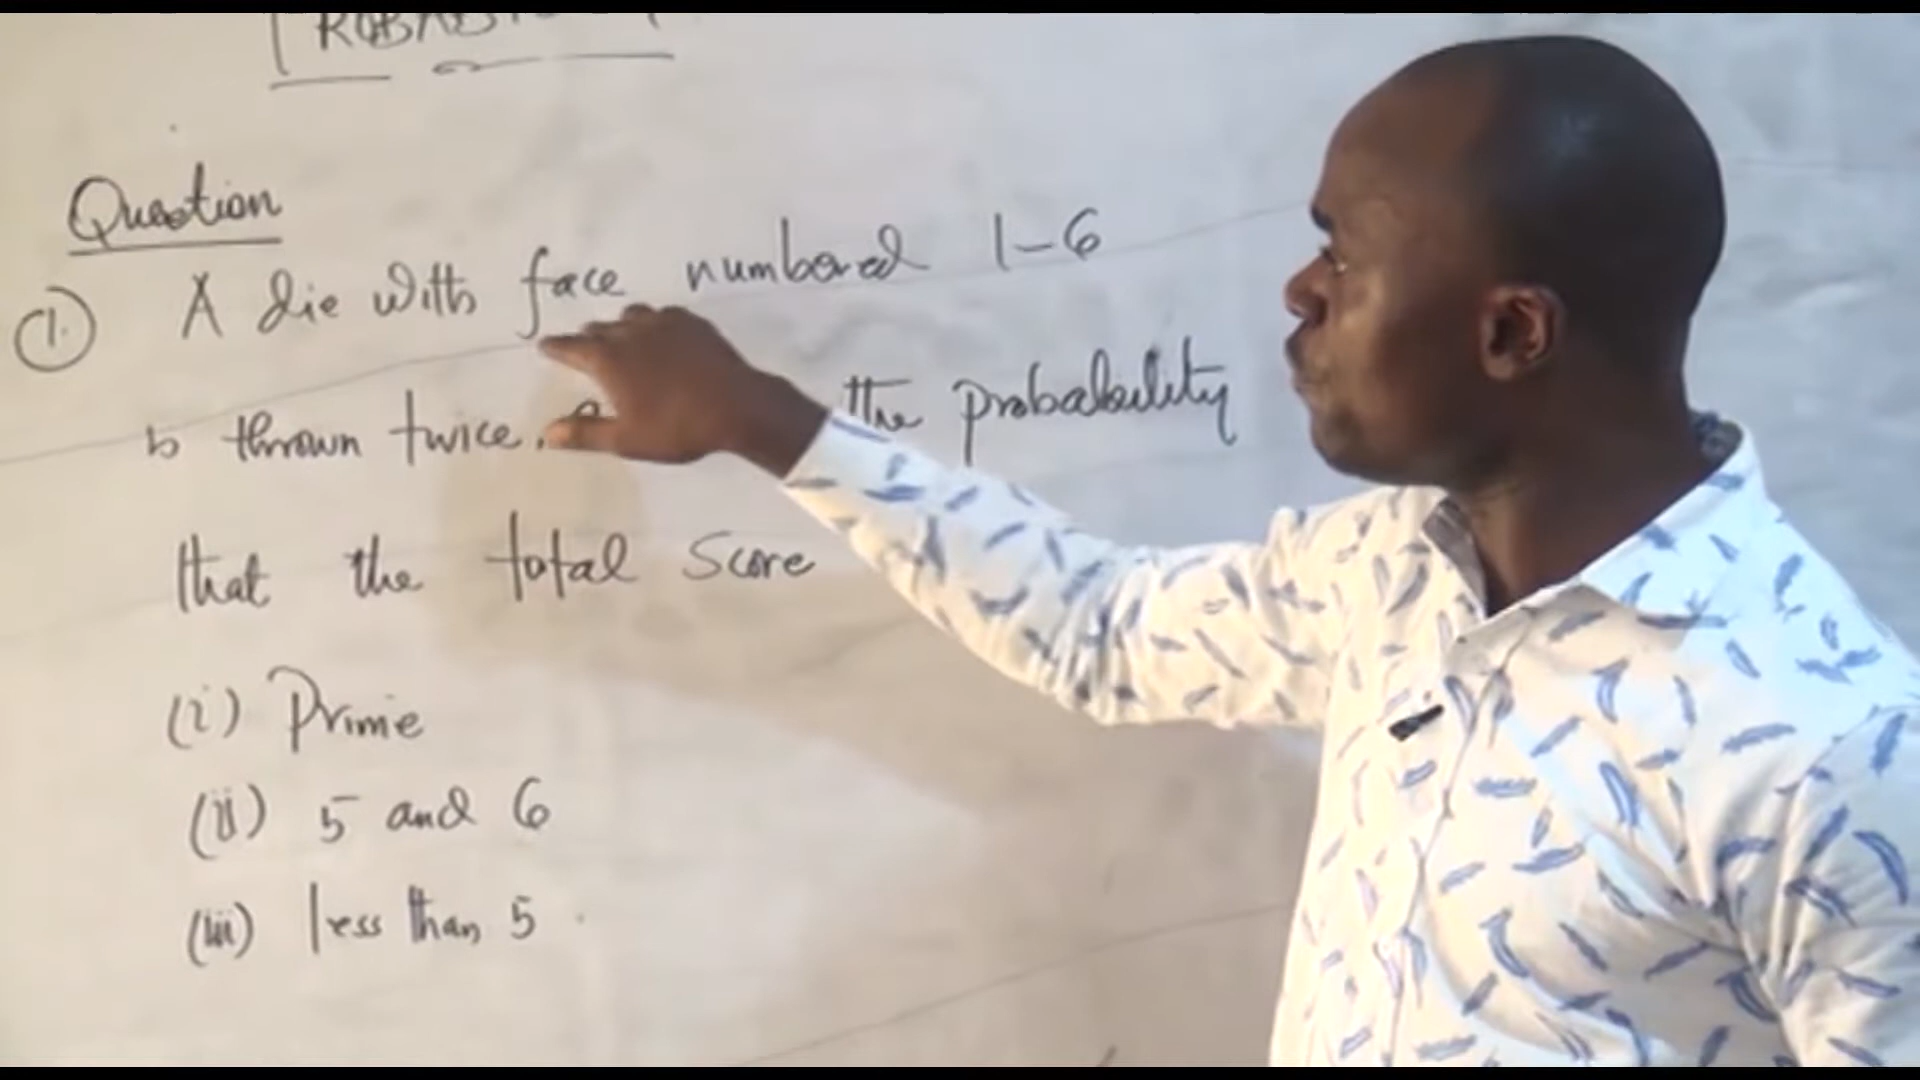 Question
(1.) A die with face numbered 1-6
is thrown twice. the probability
that the total score
(i) Prime
(ii) 5 and 6
(iii) less than 5.